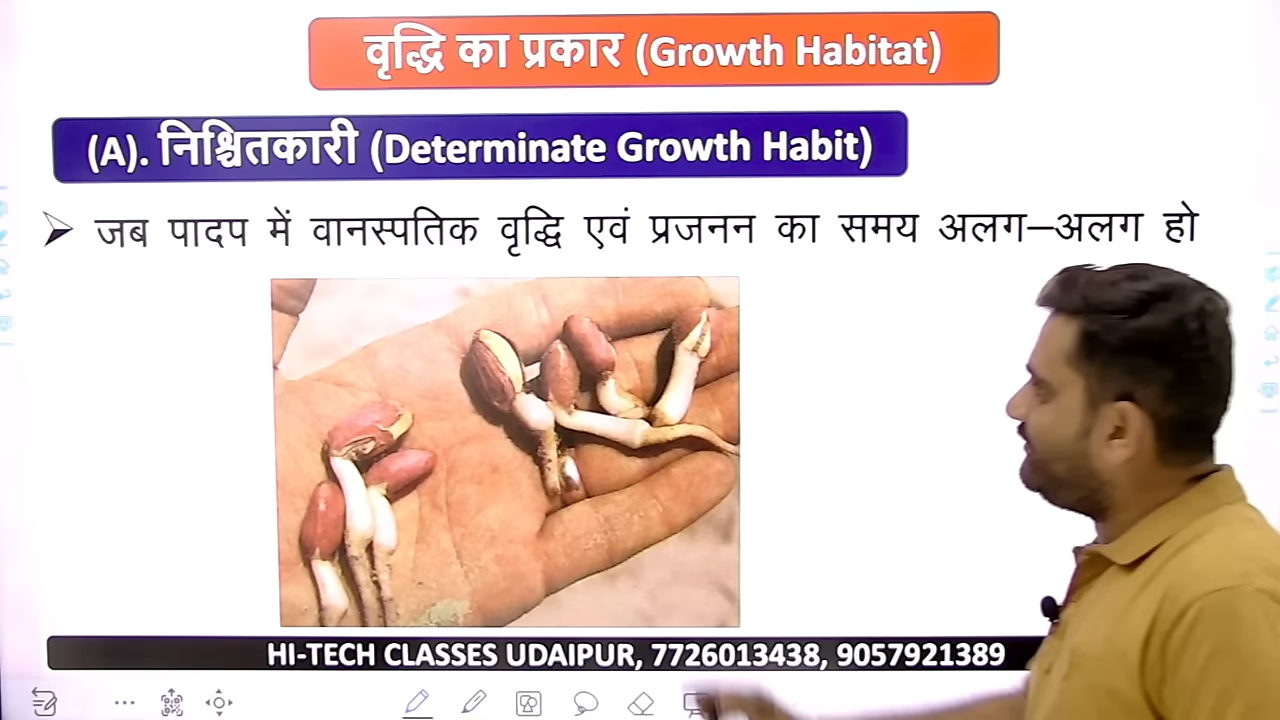 वृद्धि का प्रकार (Growth Habitat)
(A). निश्चितकारी (Determinate Growth Habit)
जब पादप में वानस्पतिक वृद्धि एवं प्रजनन का समय अलग–अलग हो
HI-TECH CLASSES UDAIPUR, 7726013438, 9057921389